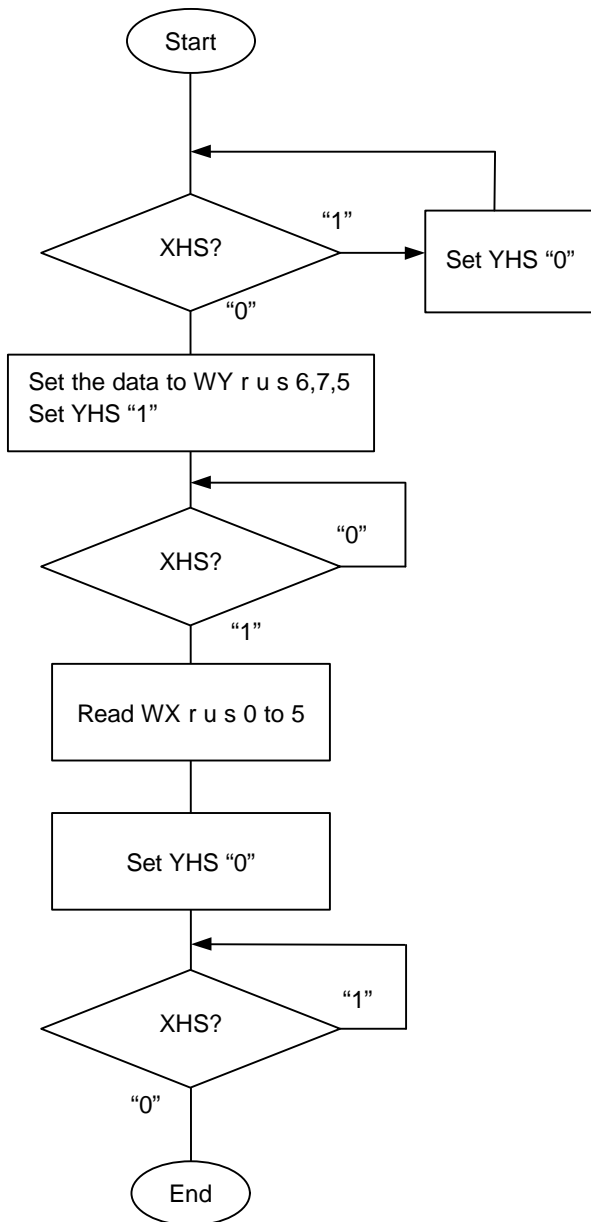 Start
XHS?
“1”
Set YHS “0”
“0”
Set the data to WY r u s 6,7,5
Set YHS “1”
XHS?
“0”
“1”
Read WX r u s 0 to 5
Set YHS “0”
XHS?
“1”
“0”
End